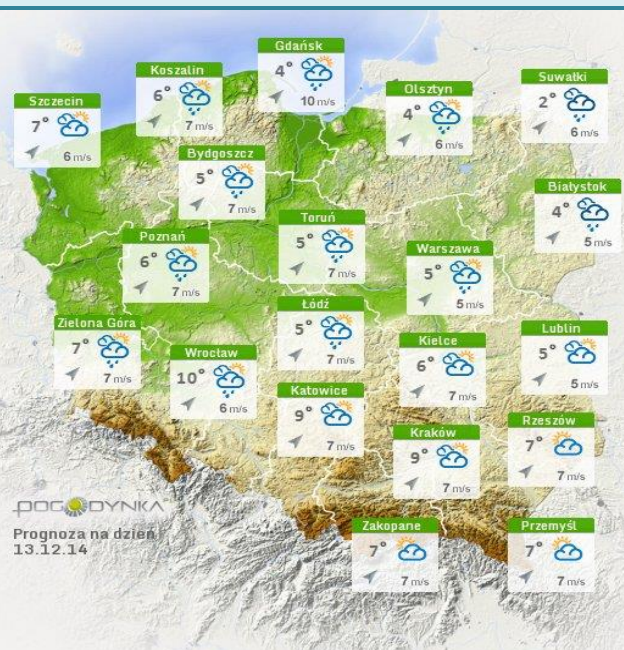 Gdańsk
4°
10 m/s
Koszalin
6°
7 m/s
Suwałki
2°
6 m/s
Olsztyn
4°
6 m/s
Szczecin
7°
6 m/s
Bydgoszcz
5°
7 m/s
Białystok
4°
5 m/s
Toruń
5°
7 m/s
Poznań
6°
7 m/s
Warszawa
5°
5 m/s
Łódź
5°
7 m/s
Zielona Góra
7°
7 m/s
Lublin
5°
5 m/s
Kielce
6°
7 m/s
Wrocław
10°
6 m/s
Katowice
9°
7 m/s
Rzeszów
7°
7 m/s
Kraków
9°
7 m/s
POGODYNKA
Prognoza na dzień
13.12.14
Zakopane
7°
7 m/s
Przemyśl
7°
7 m/s